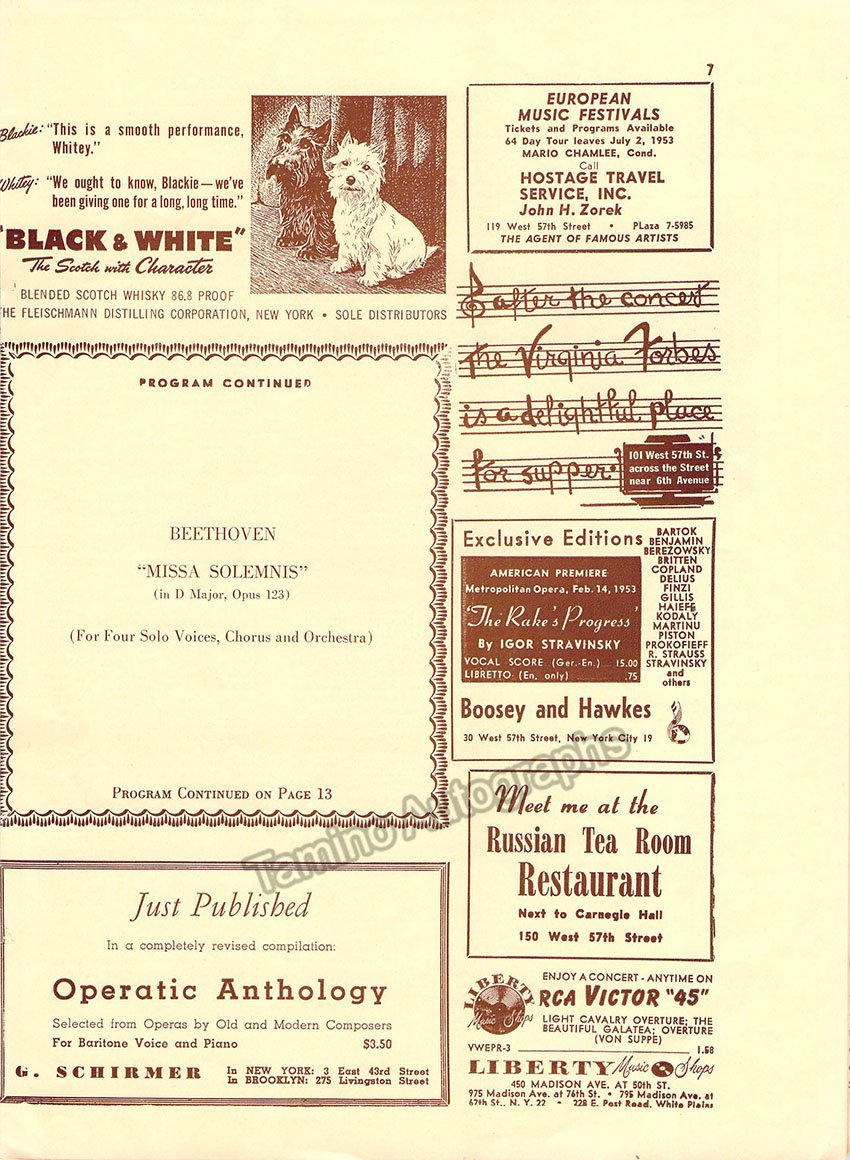 7
Blackie: "This is a smooth performance,
Whitey."
Whitey: "We ought to know, Blackie—we've
been giving one for a long, long time."
"BLACK & WHITE"
The Scotch with Character
BLENDED SCOTCH WHISKY 86.8 PROOF
HE FLEISCHMANN DISTILLING CORPORATION, NEW YORK • SOLE DISTRIBUTORS
PROGRAM CONTINUED
BEETHOVEN
"MISSA SOLEMNIS"
(in D Major, Opus 123)
(For Four Solo Voices, Chorus and Orchestra)
PROGRAM CONTINUED ON PAGE 13
Just Published
In a completely revised compilation:
Operatic Anthology
Selected from Operas by Old and Modern Composers
For Baritone Voice and Piano $3.50
G. SCHIRMER
In NEW YORK: 3 East 43rd Street
In BROOKLYN: 275 Livingston Street
EUROPEAN
MUSIC FESTIVALS
Tickets and Programs Available
64 Day Tour leaves July 2, 1953
MARIO CHAMLEE, Cond.
Call
HOSTAGE TRAVEL
SERVICE, INC.
John H. Zorek
119 West 57th Street • PLaza 7-5985
THE AGENT OF FAMOUS ARTISTS
after the concert
the Virginia Forbes
is a delightful place
for supper
101 West 57th St.
across the Street
near 6th Avenue
Exclusive Editions
AMERICAN PREMIERE
Metropolitan Opera, Feb. 14, 1953
'The Rake's Progress'
By IGOR STRAVINSKY
VOCAL SCORE (Ger.-En.) 15.00
LIBRETTO (En. only) .75
BARTOK
BENJAMIN
BEREZOWSKY
BRITTEN
COPLAND
DELIUS
FINZI
GILLIS
HAIEFF
KODALY
MARTINU
PISTON
PROKOFIEFF
R. STRAUSS
STRAVINSKY
and
others
Boosey and Hawkes
30 West 57th Street, New York City 19
Meet me at the
Russian Tea Room
Restaurant
Next to Carnegie Hall
150 West 57th Street
LIBERTY
Music Shops
ENJOY A CONCERT - ANYTIME ON
RCA VICTOR "45"
LIGHT CAVALRY OVERTURE; THE
BEAUTIFUL GALATEA; OVERTURE
(VON SUPPE)
VWEPR-3 1.58
LIBERTY Music Shops
450 MADISON AVE. AT 50th ST.
975 Madison Ave. at 76th St. • 795 Madison Ave. at
67th St., N. Y. 22 • 228 E. Post Road, White Plains
Tamino Autographs